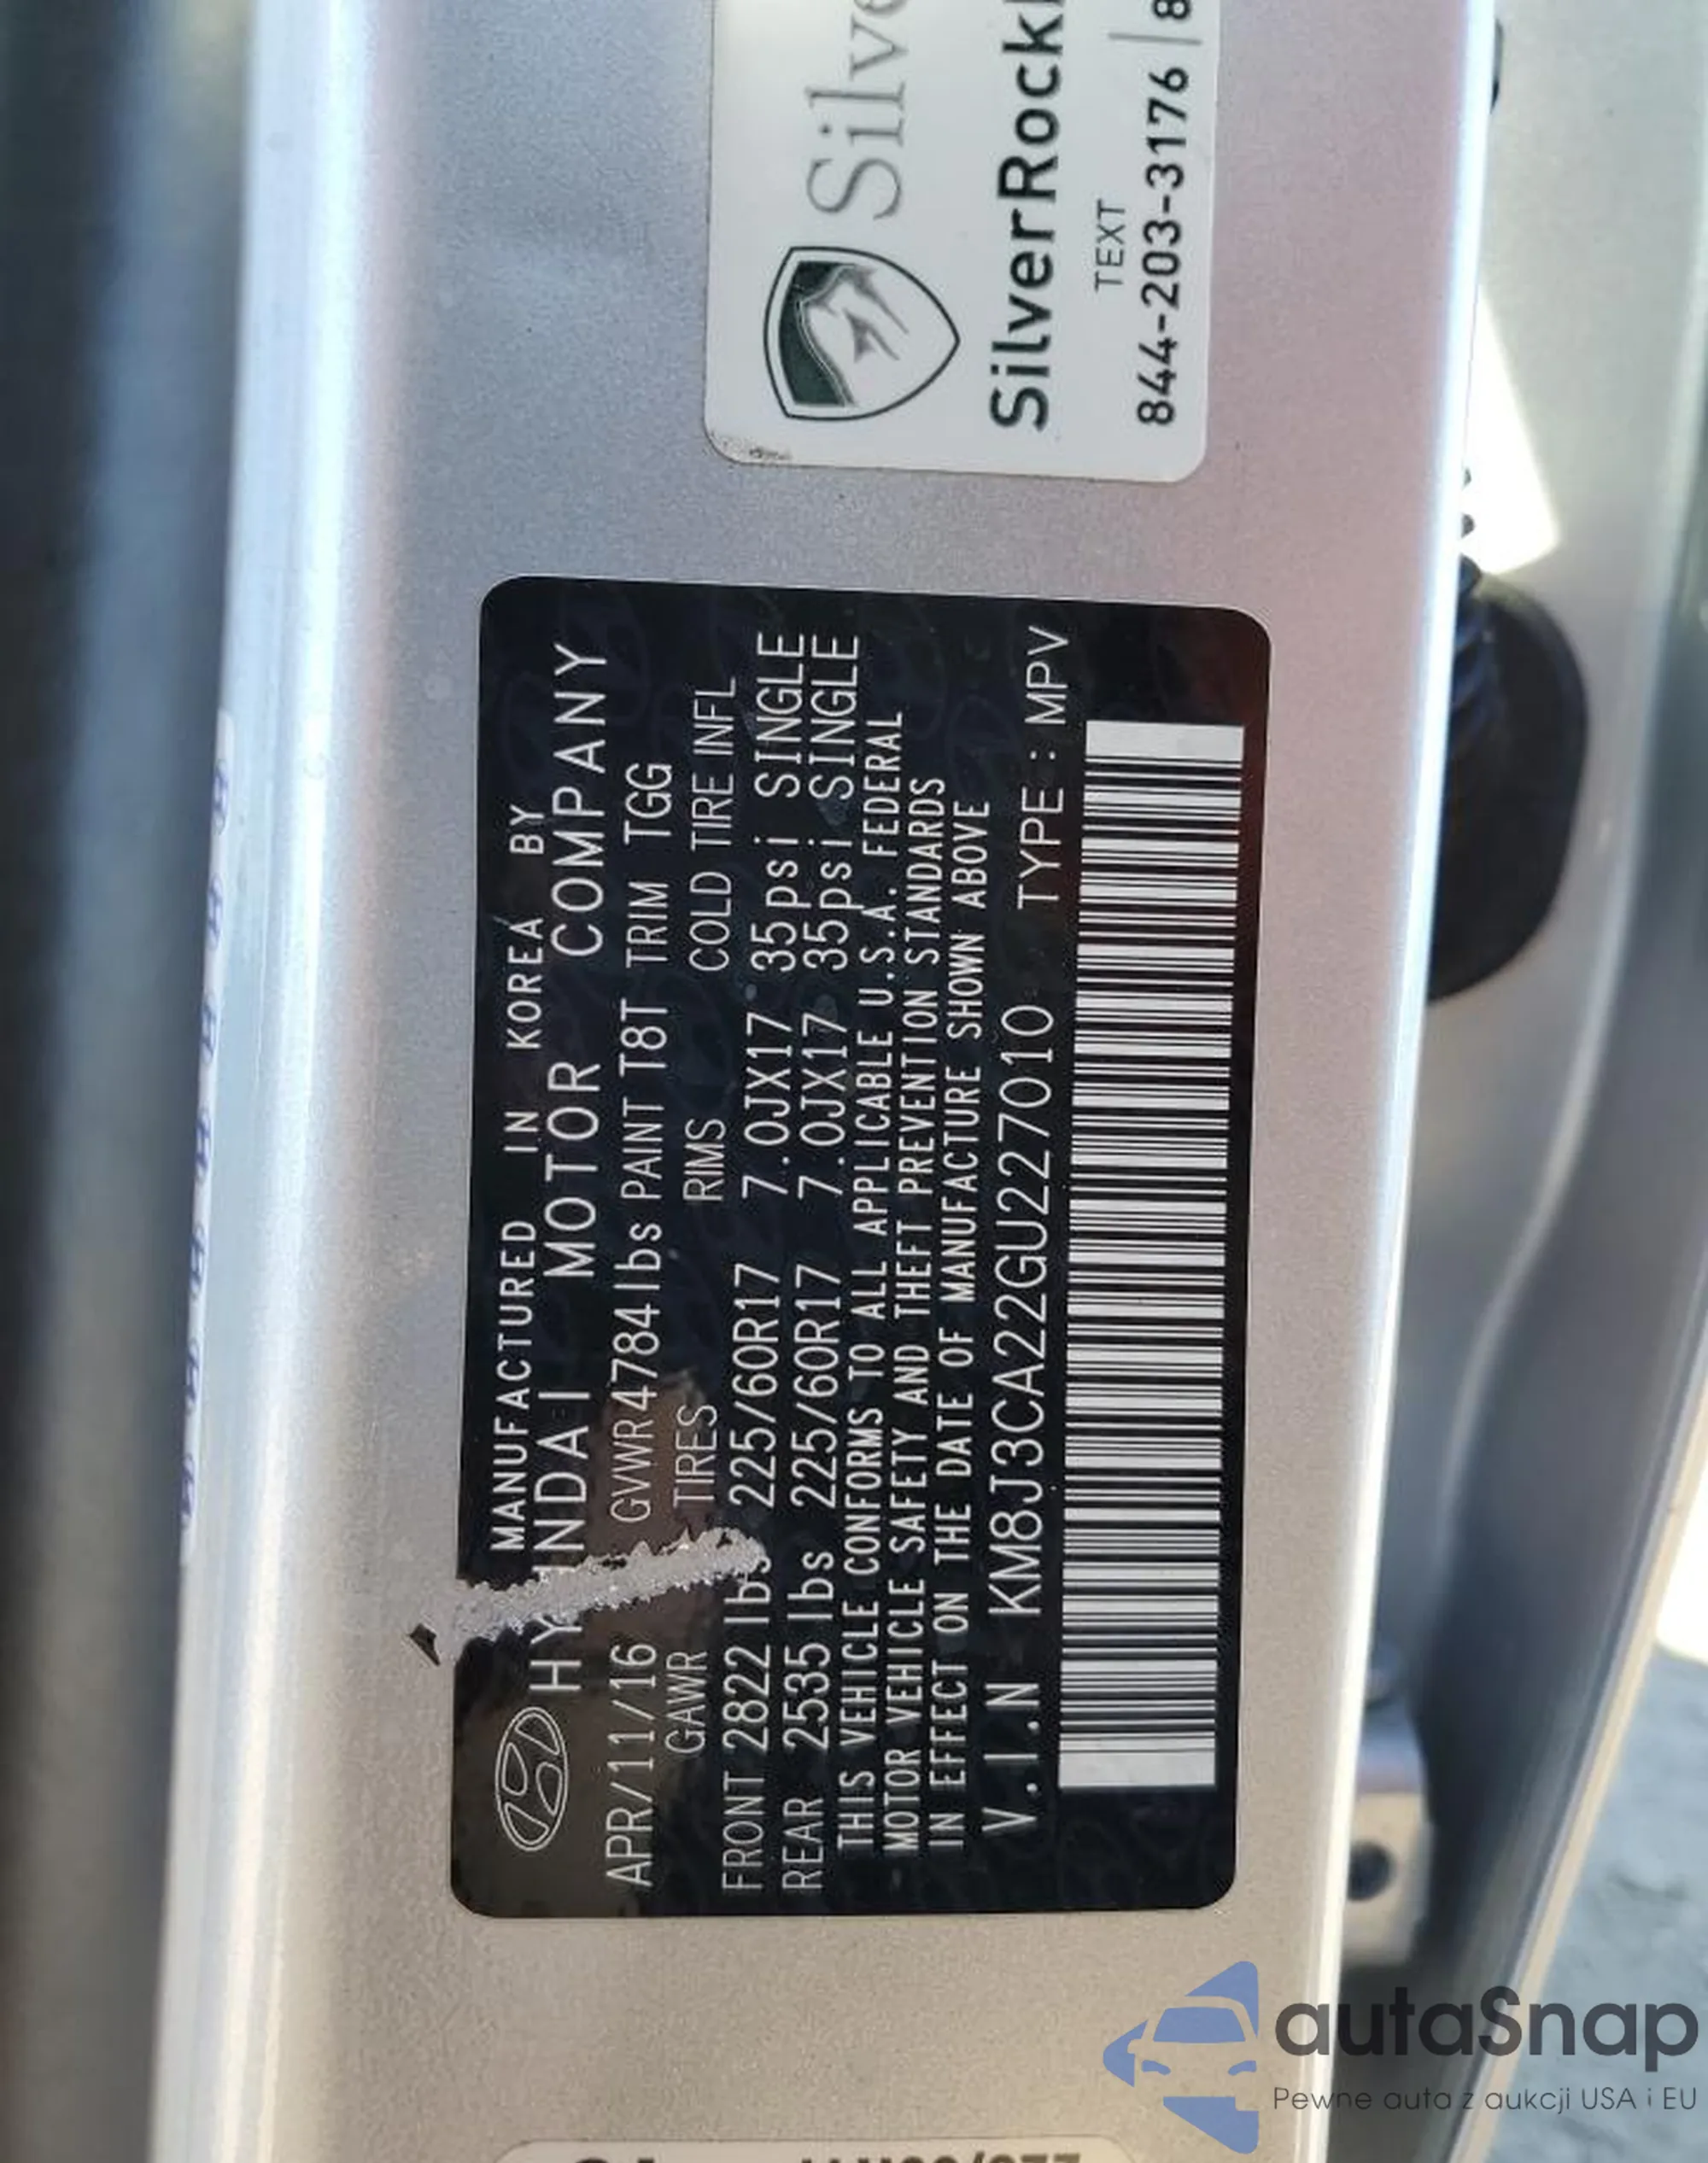 Silve
SilverRock
TEXT
844-203-3176 | 8
MANUFACTURED IN KOREA BY
HYUNDAI MOTOR COMPANY
APR/11/16 GVWR4784lbs PAINT T8T TRIM TGG
GAWR TIRES RIMS COLD TIRE INFL
FRONT 2822 lbs 225/60R17 7.0JX17 35psi SINGLE
REAR 2535 lbs 225/60R17 7.0JX17 35psi SINGLE
THIS VEHICLE CONFORMS TO ALL APPLICABLE U.S.A. FEDERAL
MOTOR VEHICLE SAFETY AND THEFT PREVENTION STANDARDS
IN EFFECT ON THE DATE OF MANUFACTURE SHOWN ABOVE
V.I.N KM8J3CA22GU227010 TYPE : MPV
autaSnap
Pewne auta z aukcji USA i EU